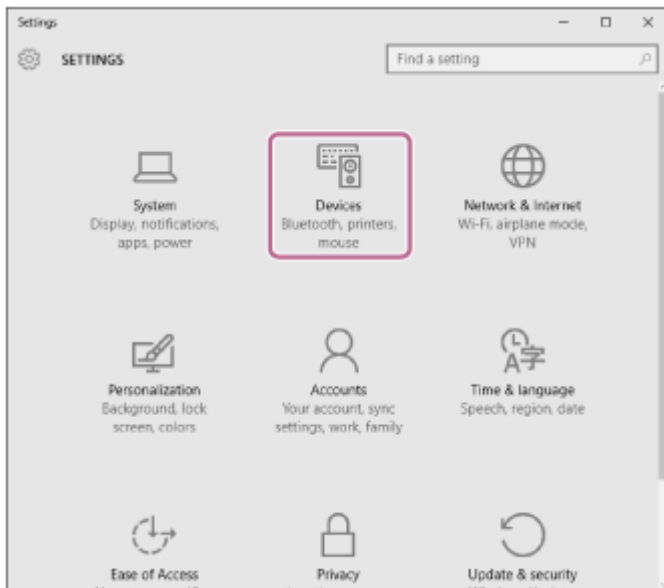 Settings
SETTINGS
Find a setting
System
Display, notifications,
apps, power
Devices
Bluetooth, printers,
mouse
Network & Internet
Wi-Fi, airplane mode,
VPN
Personalization
Background, lock
screen, colors
Accounts
Your account, sync
settings, work, family
Time & language
Speech, region, date
A字
Ease of Access
Privacy
Update & security